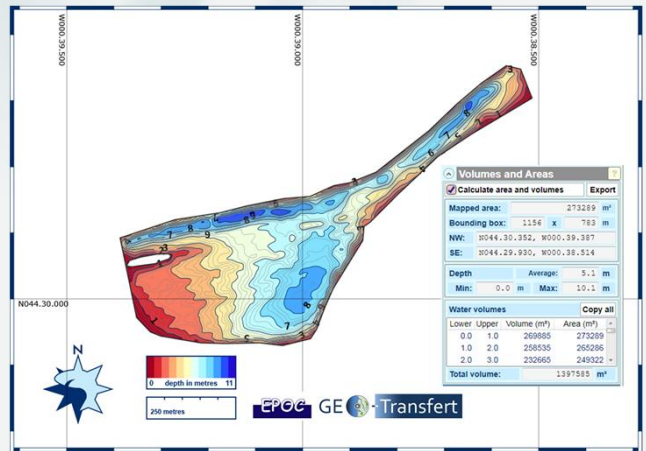 W000.39.500
W000.39.000
W000.38.500
N044.30.000
N
0 depth in metres 11
250 metres
EPOC
GEO-Transfert
Volumes and Areas
?
Calculate area and volumes
Export
Mapped area: 273289 m²
Bounding box: 1156 x 783 m
NW: N044.30.352, W000.39.387
SE: N044.29.930, W000.38.514
Depth Average: 5.1 m
Min: 0.0 m Max: 10.1 m
Water volumes Copy all
Lower Upper Volume (m³) Area (m²)
0.0 1.0 269885 273289
1.0 2.0 258535 265286
2.0 3.0 232665 249322
Total volume: 1397585 m³